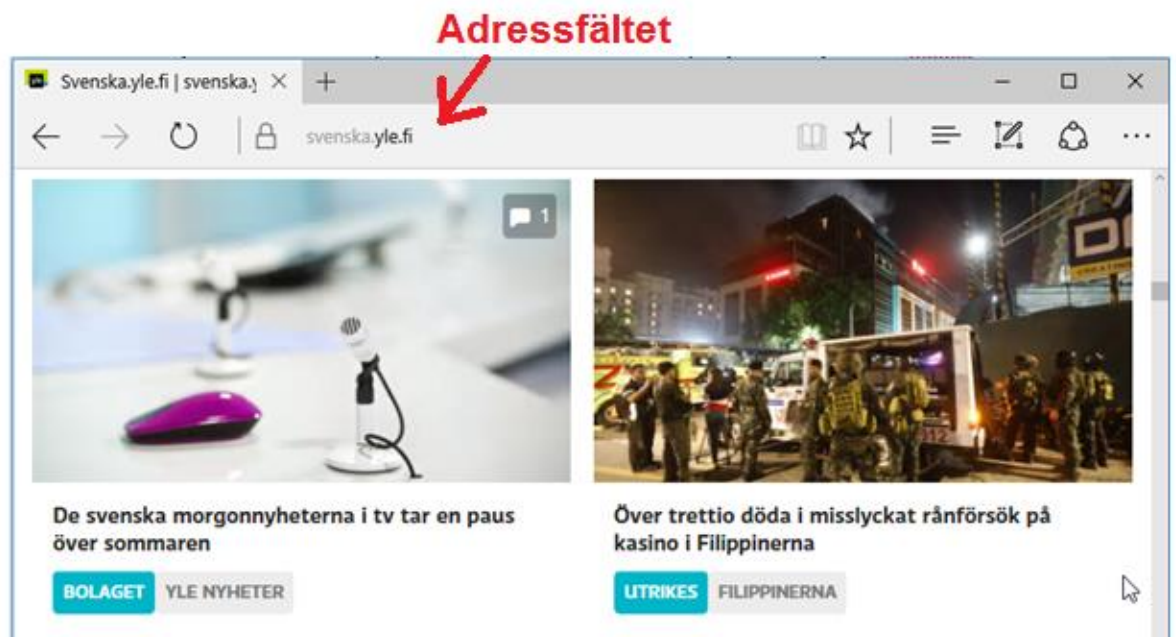 Adressfältet
Svenska.yle.fi | svenska.y
svenska.yle.fi
1
De svenska morgonnyheterna i tv tar en paus
över sommaren
BOLAGET YLE NYHETER
Över trettio döda i misslyckat rånförsök på
kasino i Filippinerna
UTRIKES FILIPPINERNA